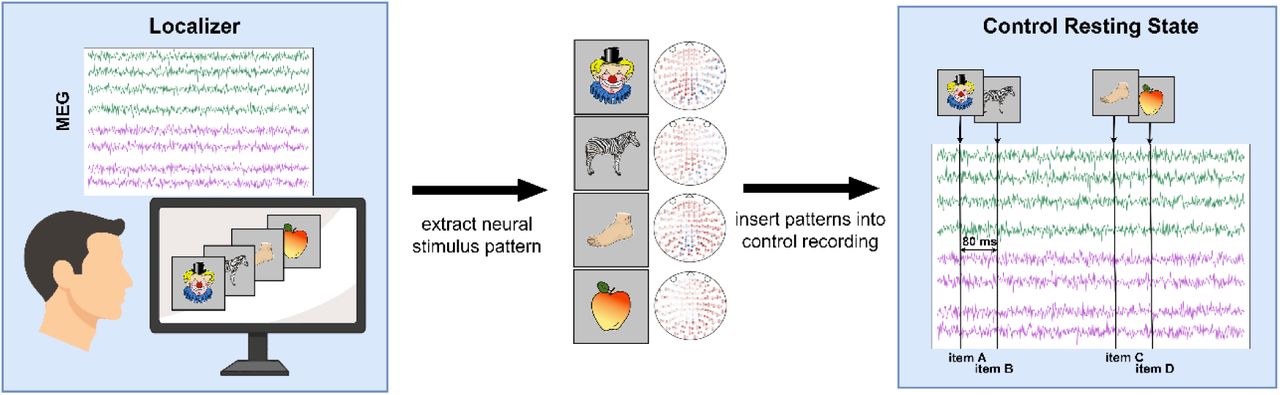 Localizer
MEG
extract neural
stimulus pattern
insert patterns into
control recording
Control Resting State
80 ms
item A
item B
item C
item D